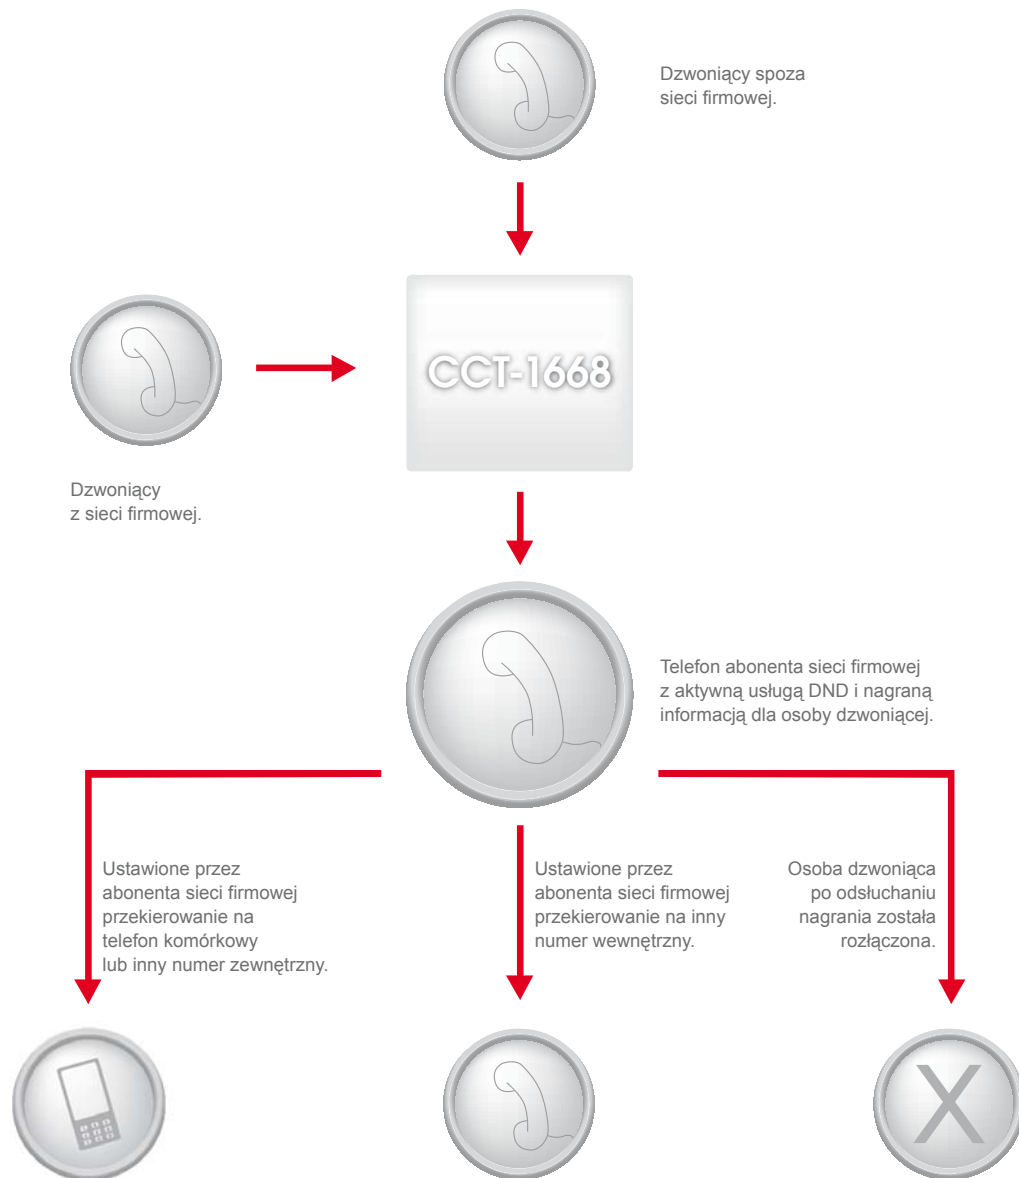 Dzwoniący spoza
sieci firmowej.
CCT-1668
Dzwoniący
z sieci firmowej.
Telefon abonenta sieci firmowej
z aktywną usługą DND i nagraną
informacją dla osoby dzwoniącej.
Ustawione przez
abonenta sieci firmowej
przekierowanie na
telefon komórkowy
lub inny numer zewnętrzny.
Ustawione przez
abonenta sieci firmowej
przekierowanie na inny
numer wewnętrzny.
Osoba dzwoniąca
po odsłuchaniu
nagrania została
rozłączona.
X